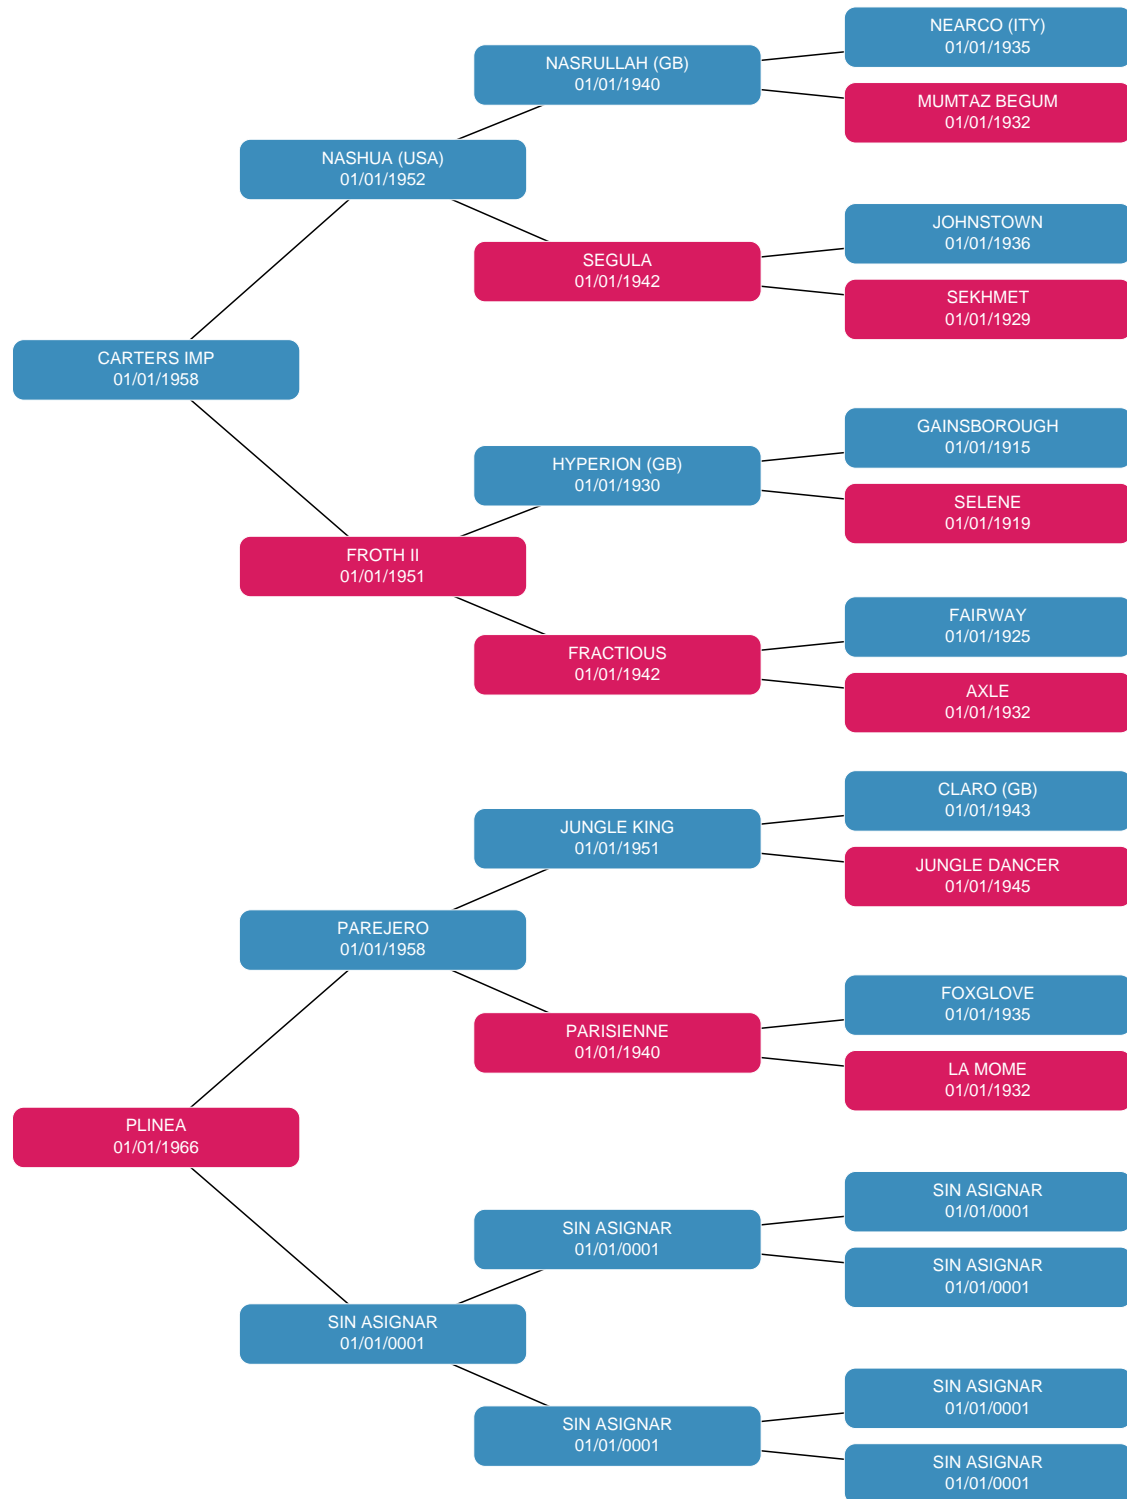 NEARCO (ITY)
01/01/1935
NASRULLAH (GB)
01/01/1940
MUMTAZ BEGUM
01/01/1932
NASHUA (USA)
01/01/1952
JOHNSTOWN
01/01/1936
SEGULA
01/01/1942
SEKHMET
01/01/1929
CARTERS IMP
01/01/1958
GAINSBOROUGH
01/01/1915
HYPERION (GB)
01/01/1930
SELENE
01/01/1919
FROTH II
01/01/1951
FAIRWAY
01/01/1925
FRACTIOUS
01/01/1942
AXLE
01/01/1932
CLARO (GB)
01/01/1943
JUNGLE KING
01/01/1951
JUNGLE DANCER
01/01/1945
PAREJERO
01/01/1958
FOXGLOVE
01/01/1935
PARISIENNE
01/01/1940
LA MOME
01/01/1932
PLINEA
01/01/1966
SIN ASIGNAR
01/01/0001
SIN ASIGNAR
01/01/0001
SIN ASIGNAR
01/01/0001
SIN ASIGNAR
01/01/0001
SIN ASIGNAR
01/01/0001
SIN ASIGNAR
01/01/0001
SIN ASIGNAR
01/01/0001